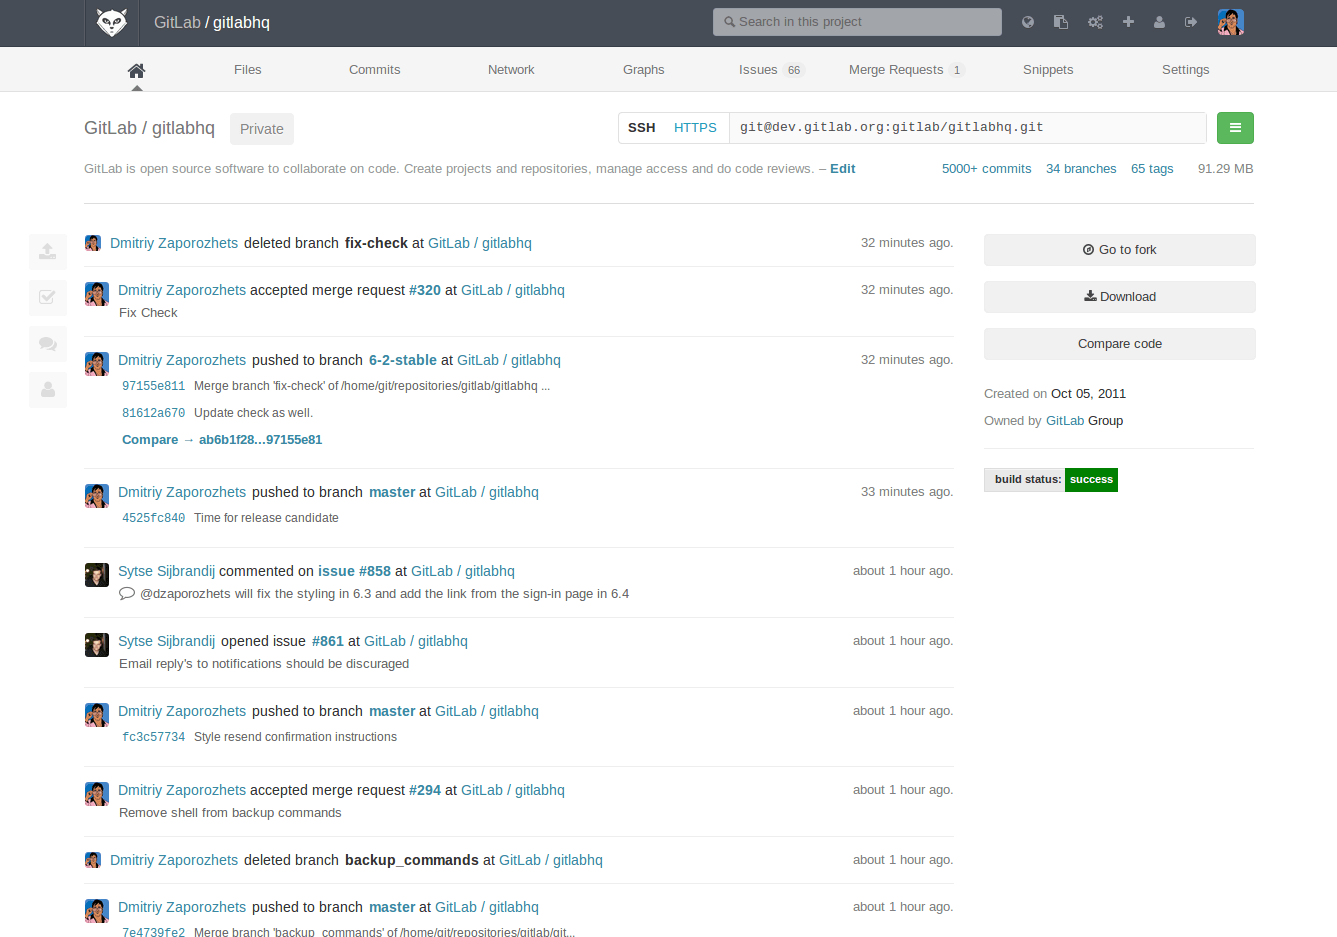 GitLab / gitlabhq
Search in this project
Files Commits Network Graphs Issues 66 Merge Requests 1 Snippets Settings
GitLab / gitlabhq Private SSH HTTPS git@dev.gitlab.org:gitlab/gitlabhq.git
GitLab is open source software to collaborate on code. Create projects and repositories, manage access and do code reviews. – Edit 5000+ commits 34 branches 65 tags 91.29 MB
Dmitriy Zaporozhets deleted branch fix-check at GitLab / gitlabhq 32 minutes ago.
Dmitriy Zaporozhets accepted merge request #320 at GitLab / gitlabhq 32 minutes ago.
Fix Check
Dmitriy Zaporozhets pushed to branch 6-2-stable at GitLab / gitlabhq 32 minutes ago.
97155e811 Merge branch 'fix-check' of /home/git/repositories/gitlab/gitlabhq ...
81612a670 Update check as well.
Compare → ab6b1f28...97155e81
Dmitriy Zaporozhets pushed to branch master at GitLab / gitlabhq 33 minutes ago.
4525fc840 Time for release candidate
Sytse Sijbrandij commented on issue #858 at GitLab / gitlabhq about 1 hour ago.
@dzaporozhets will fix the styling in 6.3 and add the link from the sign-in page in 6.4
Sytse Sijbrandij opened issue #861 at GitLab / gitlabhq about 1 hour ago.
Email reply's to notifications should be discuraged
Dmitriy Zaporozhets pushed to branch master at GitLab / gitlabhq about 1 hour ago.
fc3c57734 Style resend confirmation instructions
Dmitriy Zaporozhets accepted merge request #294 at GitLab / gitlabhq about 1 hour ago.
Remove shell from backup commands
Dmitriy Zaporozhets deleted branch backup_commands at GitLab / gitlabhq about 1 hour ago.
Dmitriy Zaporozhets pushed to branch master at GitLab / gitlabhq about 1 hour ago.
7e4739fe2 Merge branch 'backup_commands' of /home/git/repositories/gitlab/git...
Go to fork
Download
Compare code
Created on Oct 05, 2011
Owned by GitLab Group
build status: success